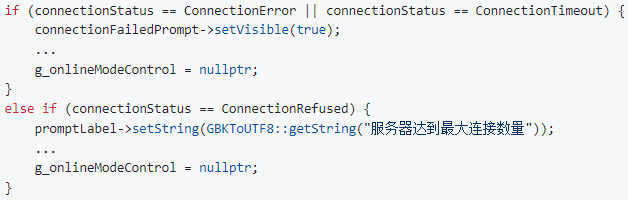 if (connectionStatus == ConnectionError || connectionStatus == ConnectionTimeout) {
    connectionFailedPrompt->setVisible(true);
    ...
    g_onlineModeControl = nullptr;
}
else if (connectionStatus == ConnectionRefused) {
    promptLabel->setString(GBKToUTF8::getString("服务器达到最大连接数量"));
    ...
    g_onlineModeControl = nullptr;
}